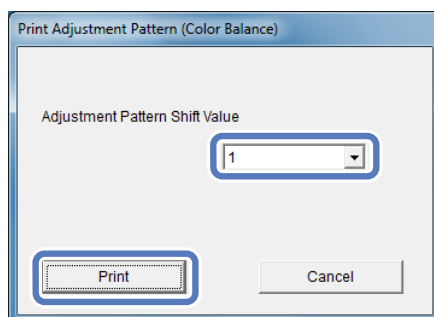 Print Adjustment Pattern (Color Balance)
Adjustment Pattern Shift Value
1
Print Cancel